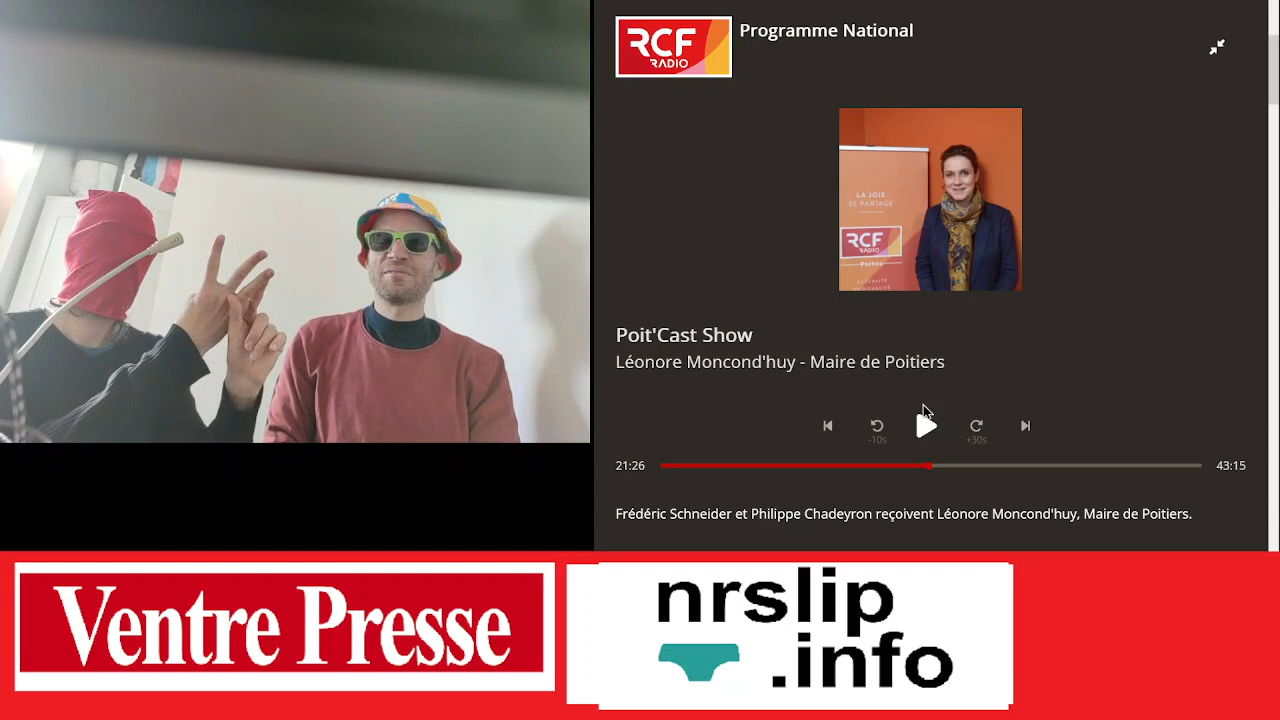 RCF
RADIO
Programme National
LA JOIE
SE PARTAGE
RCF
RADIO
Poitou
ACTUALITÉ
Poit'Cast Show
Léonore Moncond'huy - Maire de Poitiers
-10s
+30s
21:26
43:15
Frédéric Schneider et Philippe Chadeyron reçoivent Léonore Moncond'huy, Maire de Poitiers.
Ventre Presse
nrslip
.info